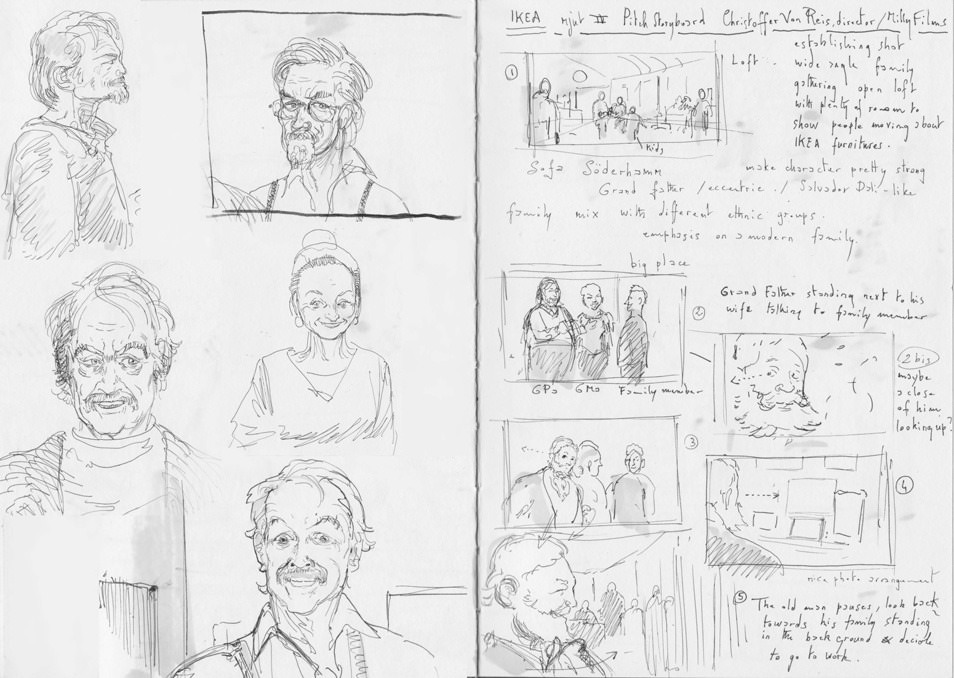 IKEA njut IV Pitch Storyboard Christoffer Von Reis, director / Milky Films
1
Loft.
establishing shot
wide angle family
gathering open loft
with plenty of room to
show people moving about
IKEA furnitures.
Kids
Sofa Söderhamm
make character pretty strong
Grand father / eccentric / Salvador Dali-like
family mix with different ethnic groups.
emphasis on a modern family.
big place
2
Grand Father standing next to his
wife talking to family member
GPa GMa Family member
2 bis
maybe
a close
of him
looking up?
3
4
nice photo arrangement
5
The old man pauses, look back
towards his family standing
in the back ground & decide
to go to work.